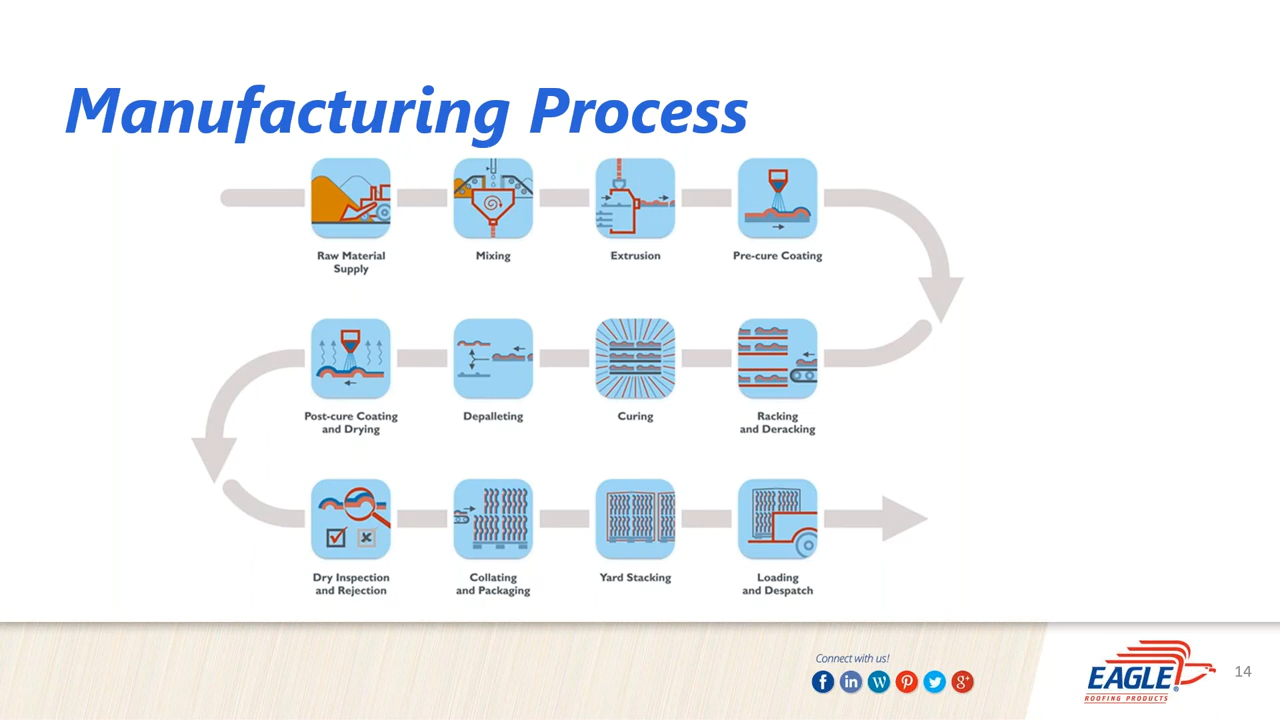 Manufacturing Process
Raw Material
Supply
Mixing
Extrusion
Pre-cure Coating
Post-cure Coating
and Drying
Depalleting
Curing
Racking
and Deracking
Dry Inspection
and Rejection
Collating
and Packaging
Yard Stacking
Loading
and Despatch
Connect with us!
EAGLE®
ROOFING PRODUCTS
14